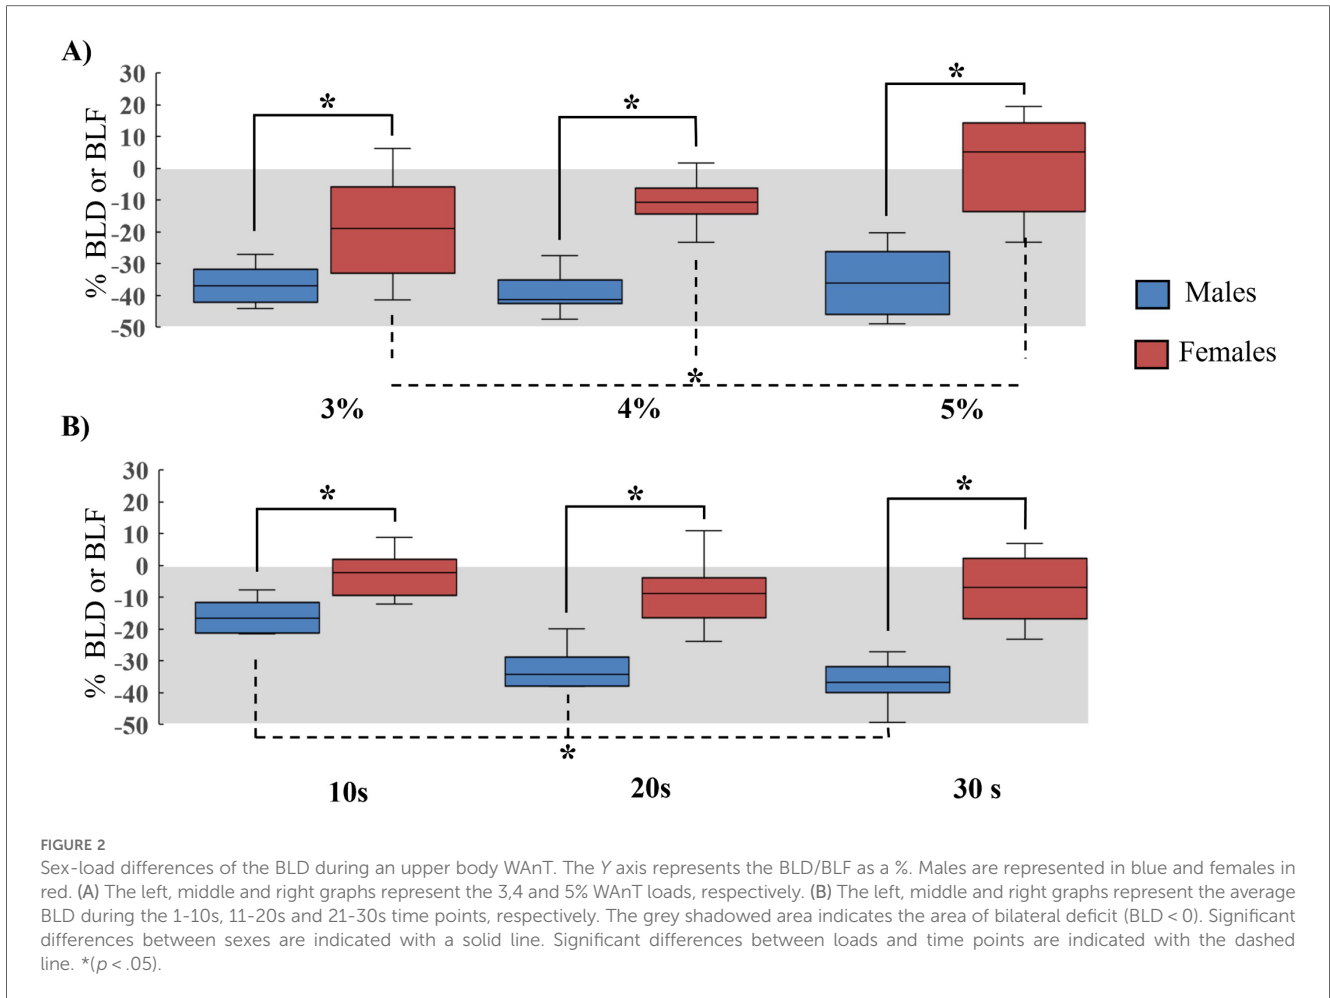 A)
30
20
10
0
-10
-20
-30
-40
-50
% BLD or BLF
*
*
*
*
3%
4%
5%
Males
Females
B)
30
20
10
0
-10
-20
-30
-40
-50
% BLD or BLF
*
*
*
*
10s
20s
30 s
FIGURE 2
Sex-load differences of the BLD during an upper body WAnT. The Y axis represents the BLD/BLF as a %. Males are represented in blue and females in
red. (A) The left, middle and right graphs represent the 3,4 and 5% WAnT loads, respectively. (B) The left, middle and right graphs represent the average
BLD during the 1-10s, 11-20s and 21-30s time points, respectively. The grey shadowed area indicates the area of bilateral deficit (BLD < 0). Significant
differences between sexes are indicated with a solid line. Significant differences between loads and time points are indicated with the dashed
line. *(p < .05).